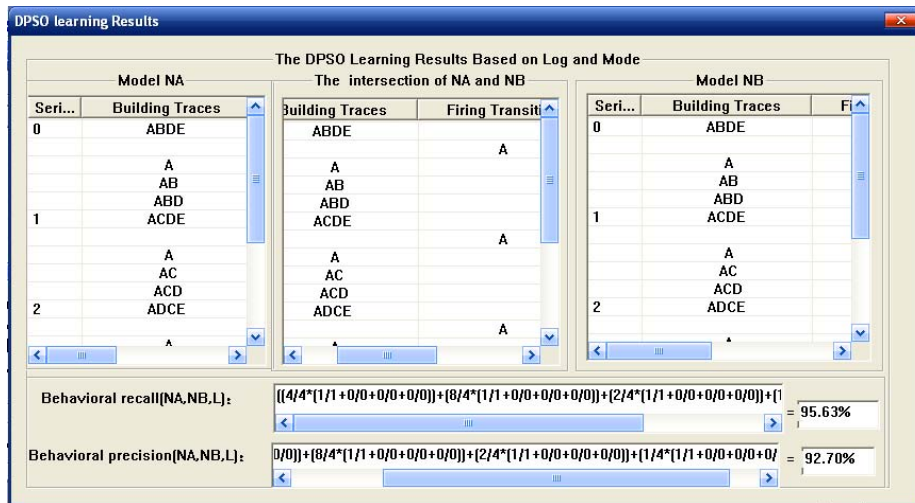 DPSO learning Results
The DPSO Learning Results Based on Log and Mode
Model NA
Seri... Building Traces
0 ABDE
A
AB
ABD
1 ACDE
A
AC
ACD
2 ADCE
A
The intersection of NA and NB
Building Traces Firing Transiti
ABDE
A
A
AB
ABD
ACDE
A
A
AC
ACD
ADCE
A
Model NB
Seri... Building Traces Fi
0 ABDE
A
AB
ABD
1 ACDE
A
AC
ACD
2 ADCE
Behavioral recall(NA,NB,L): ((4/4*(1/1+0/0+0/0+0/0))+(8/4*(1/1+0/0+0/0+0/0))+(2/4*(1/1+0/0+0/0+0/0))+(1 = 95.63%
Behavioral precision(NA,NB,L): 0/0))+(8/4*(1/1+0/0+0/0+0/0))+(2/4*(1/1+0/0+0/0+0/0))+(1/4*(1/1+0/0+0/0+0/ = 92.70%